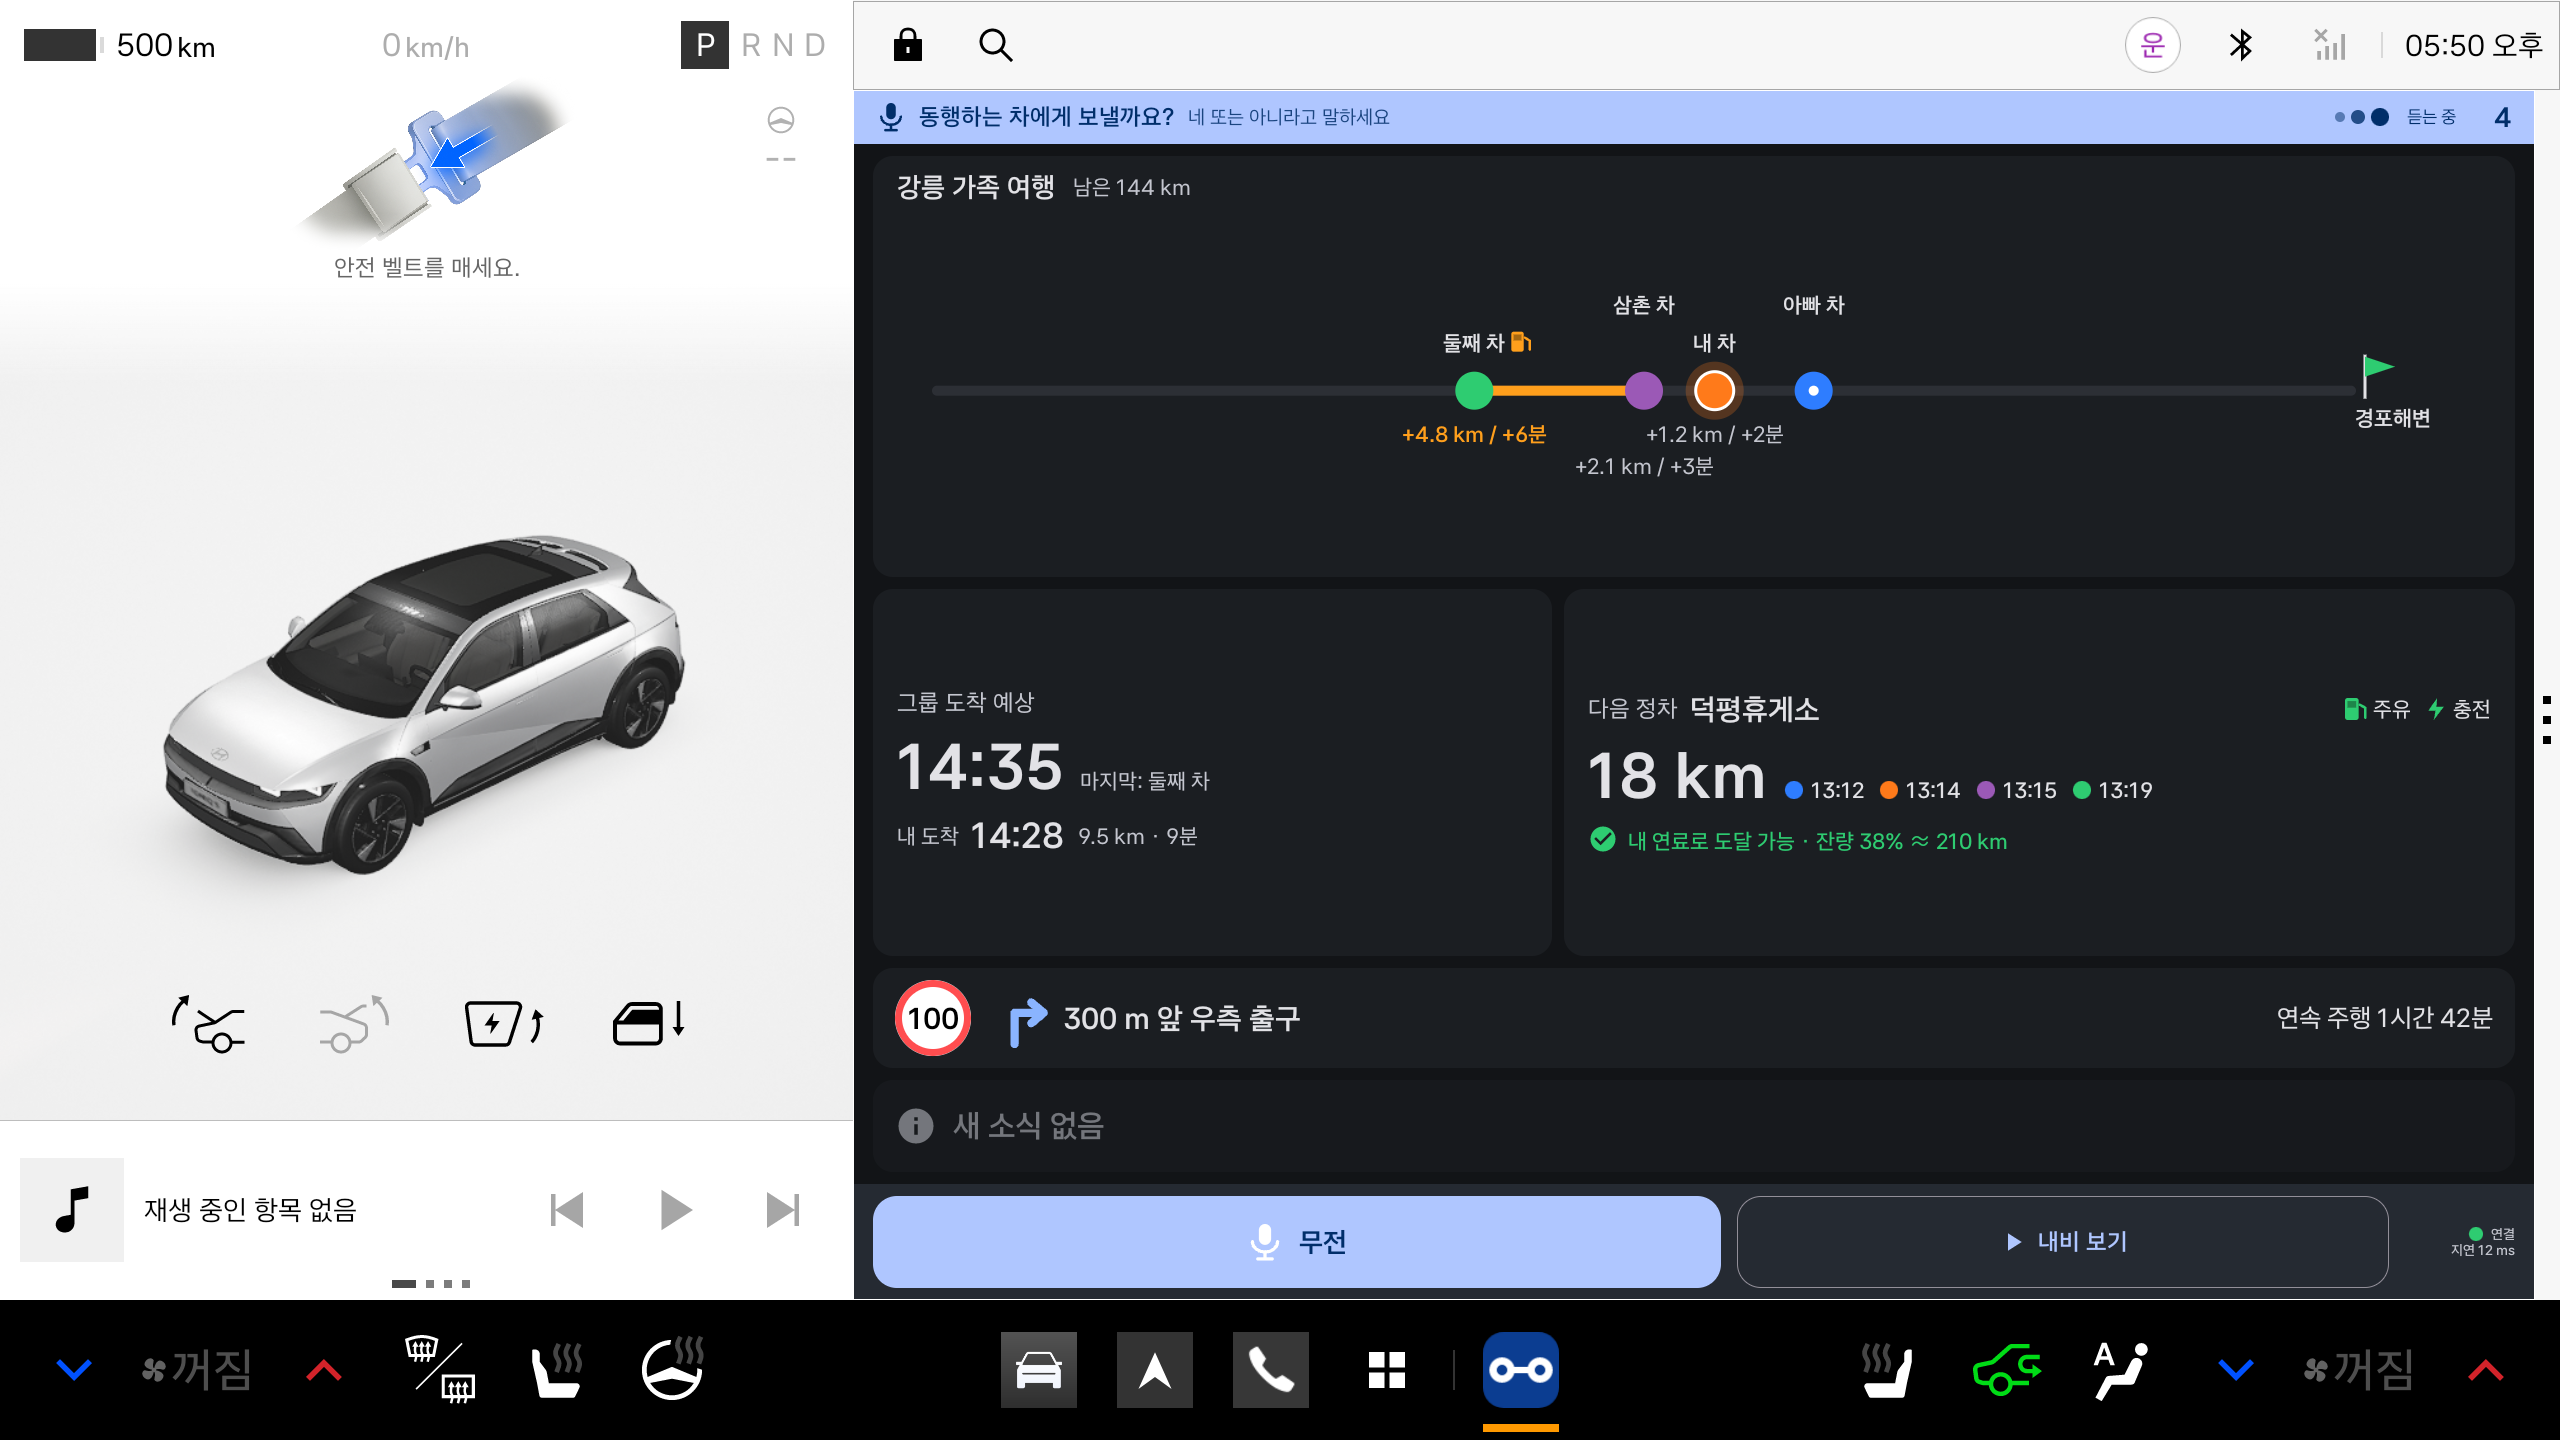 500 km
0 km/h
P R N D
운
05:50 오후
안전 벨트를 매세요.
동행하는 차에게 보낼까요? 네 또는 아니라고 말하세요
듣는 중 4
강릉 가족 여행 남은 144 km
삼촌 차 아빠 차
둘째 차 내 차
경포해변
+4.8 km / +6분 +1.2 km / +2분
+2.1 km / +3분
그룹 도착 예상
14:35 마지막: 둘째 차
내 도착 14:28 9.5 km · 9분
다음 정차 덕평휴게소 주유 충전
18 km 13:12 13:14 13:15 13:19
내 연료로 도달 가능 · 잔량 38% ≈ 210 km
100 300 m 앞 우측 출구 연속 주행 1시간 42분
새 소식 없음
재생 중인 항목 없음
무전
내비 보기
연결
지연 12 ms
꺼짐
A
꺼짐